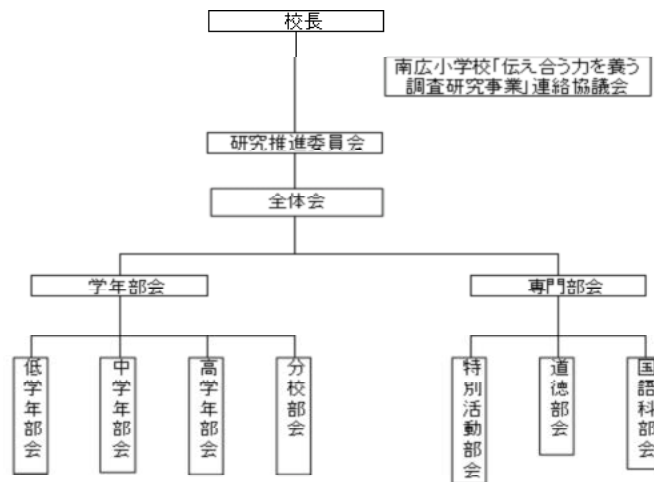 校長
南広小学校「伝え合う力を養う
調査研究事業」連絡協議会
研究推進委員会
全体会
学年部会
専門部会
低学年部会
中学年部会
高学年部会
分校部会
特別活動部会
道徳部会
国語科部会